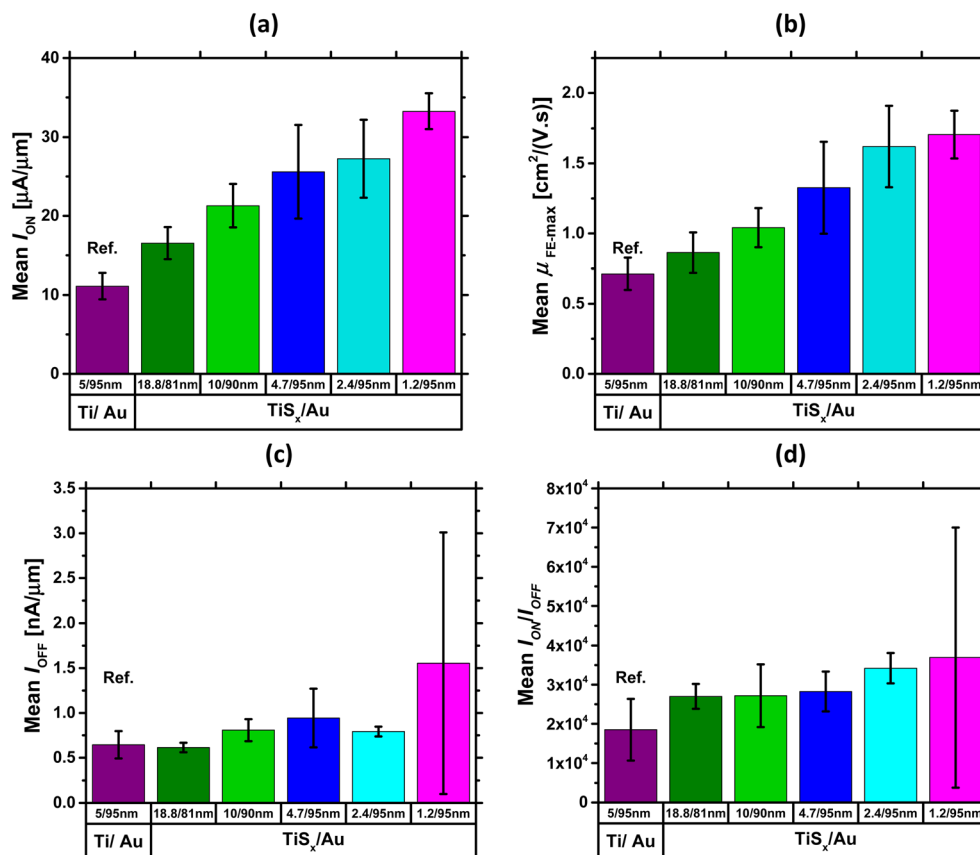 (a)
Mean I_ON [µA/µm]
40
30
20
10
0
Ref.
5/95nm 18.8/81nm 10/90nm 4.7/95nm 2.4/95nm 1.2/95nm
Ti/ Au TiSₓ/Au
(b)
Mean µ_FE-max [cm²/(V.s)]
2.0
1.5
1.0
0.5
0.0
Ref.
5/95nm 18.8/81nm 10/90nm 4.7/95nm 2.4/95nm 1.2/95nm
Ti/ Au TiSₓ/Au
(c)
Mean I_OFF [nA/µm]
3.5
3.0
2.5
2.0
1.5
1.0
0.5
0.0
Ref.
5/95nm 18.8/81nm 10/90nm 4.7/95nm 2.4/95nm 1.2/95nm
Ti/ Au TiSₓ/Au
(d)
Mean I_ON/I_OFF
8x10⁴
7x10⁴
6x10⁴
5x10⁴
4x10⁴
3x10⁴
2x10⁴
1x10⁴
0
Ref.
5/95nm 18.8/81nm 10/90nm 4.7/95nm 2.4/95nm 1.2/95nm
Ti/ Au TiSₓ/Au